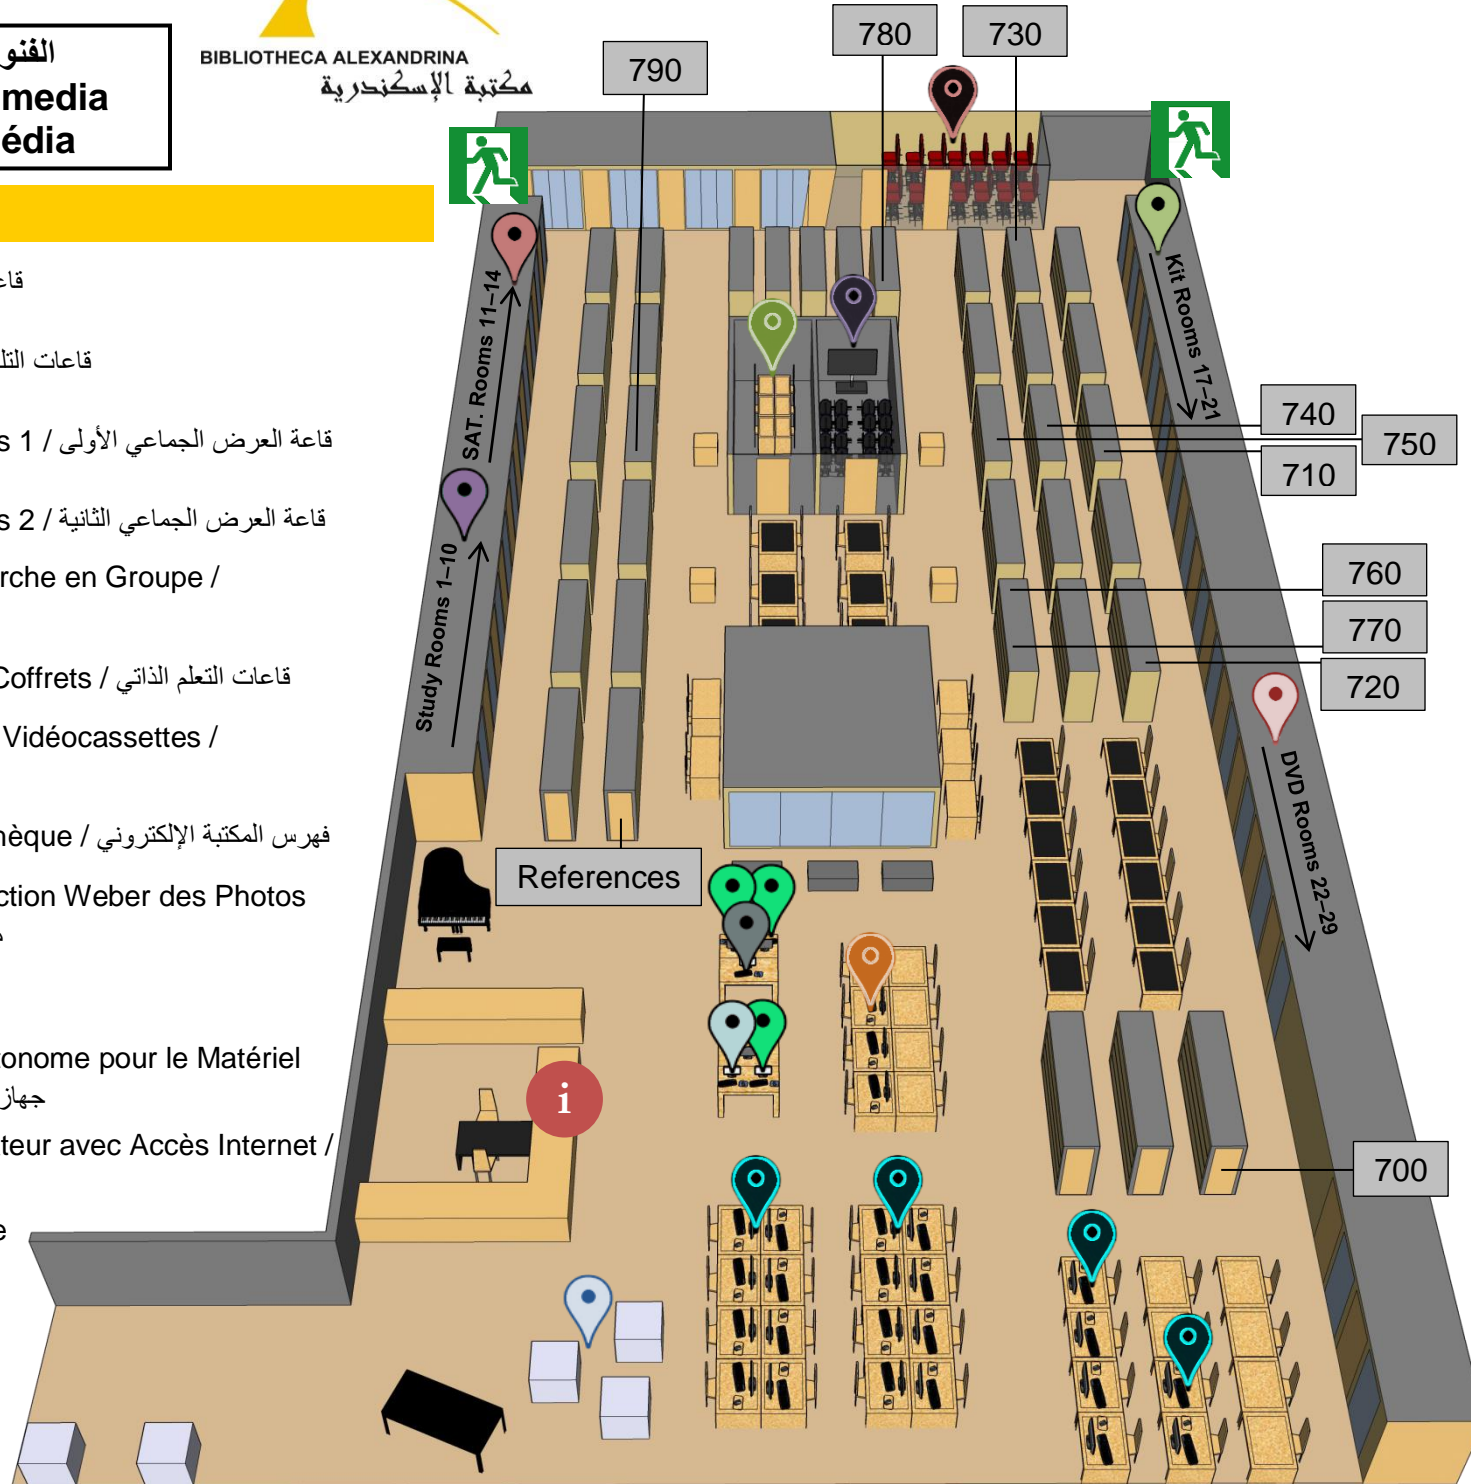 الفنو
media
édia
BIBLIOTHECA ALEXANDRINA
مكتبة الإسكندرية
790
780
730
قاع
قاعات التل
s 1 / قاعة العرض الجماعي الأولى
s 2 / قاعة العرض الجماعي الثانية
rche en Groupe /
Coffrets / قاعات التعلم الذاتي
Vidéocassettes /
nèque / فهرس المكتبة الإلكتروني
ction Weber des Photos
tonome pour le Matériel
جهاز
teur avec Accès Internet /
e
SAT. Rooms 11–14
Study Rooms 1–10
Kit Rooms 17–21
740
750
710
760
770
720
DVD Rooms 22–29
References
i
700